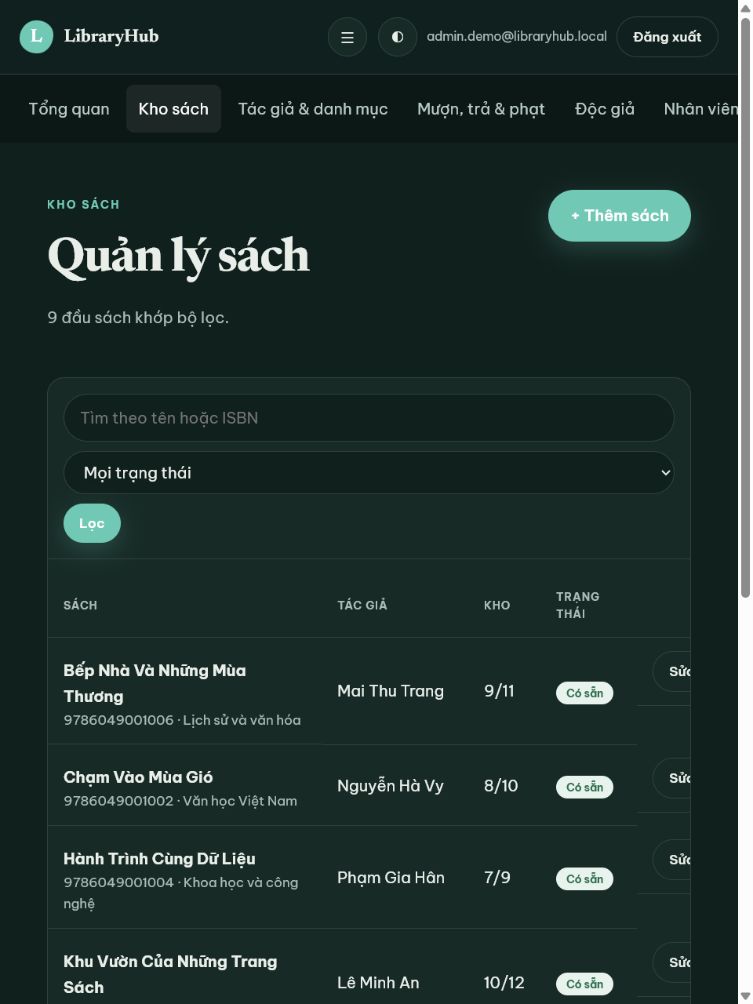 L LibraryHub
admin.demo@libraryhub.local
Đăng xuất
Tổng quan
Kho sách
Tác giả & danh mục
Mượn, trả & phạt
Độc giả
Nhân viên
KHO SÁCH
+ Thêm sách
Quản lý sách
9 đầu sách khớp bộ lọc.
Tìm theo tên hoặc ISBN
Mọi trạng thái
Lọc
SÁCH
TÁC GIẢ
KHO
TRẠNG
THÁI
Bếp Nhà Và Những Mùa
Thương
9786049001006 · Lịch sử và văn hóa
Mai Thu Trang
9/11
Có sẵn
Sửa
Chạm Vào Mùa Gió
9786049001002 · Văn học Việt Nam
Nguyễn Hà Vy
8/10
Có sẵn
Sửa
Hành Trình Cùng Dữ Liệu
9786049001004 · Khoa học và công
nghệ
Phạm Gia Hân
7/9
Có sẵn
Sửa
Khu Vườn Của Những Trang
Sách
Lê Minh An
10/12
Có sẵn
Sửa